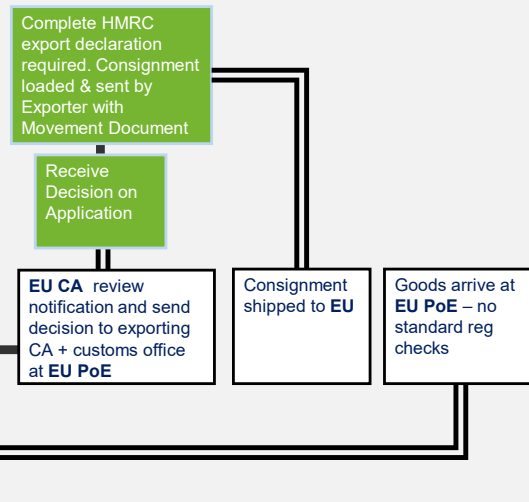 Complete HMRC
export declaration
required. Consignment
loaded & sent by
Exporter with
Movement Document
Receive
Decision on
Application
EU CA review
notification and send
decision to exporting
CA + customs office
at EU PoE
Consignment
shipped to EU
Goods arrive at
EU PoE – no
standard reg
checks